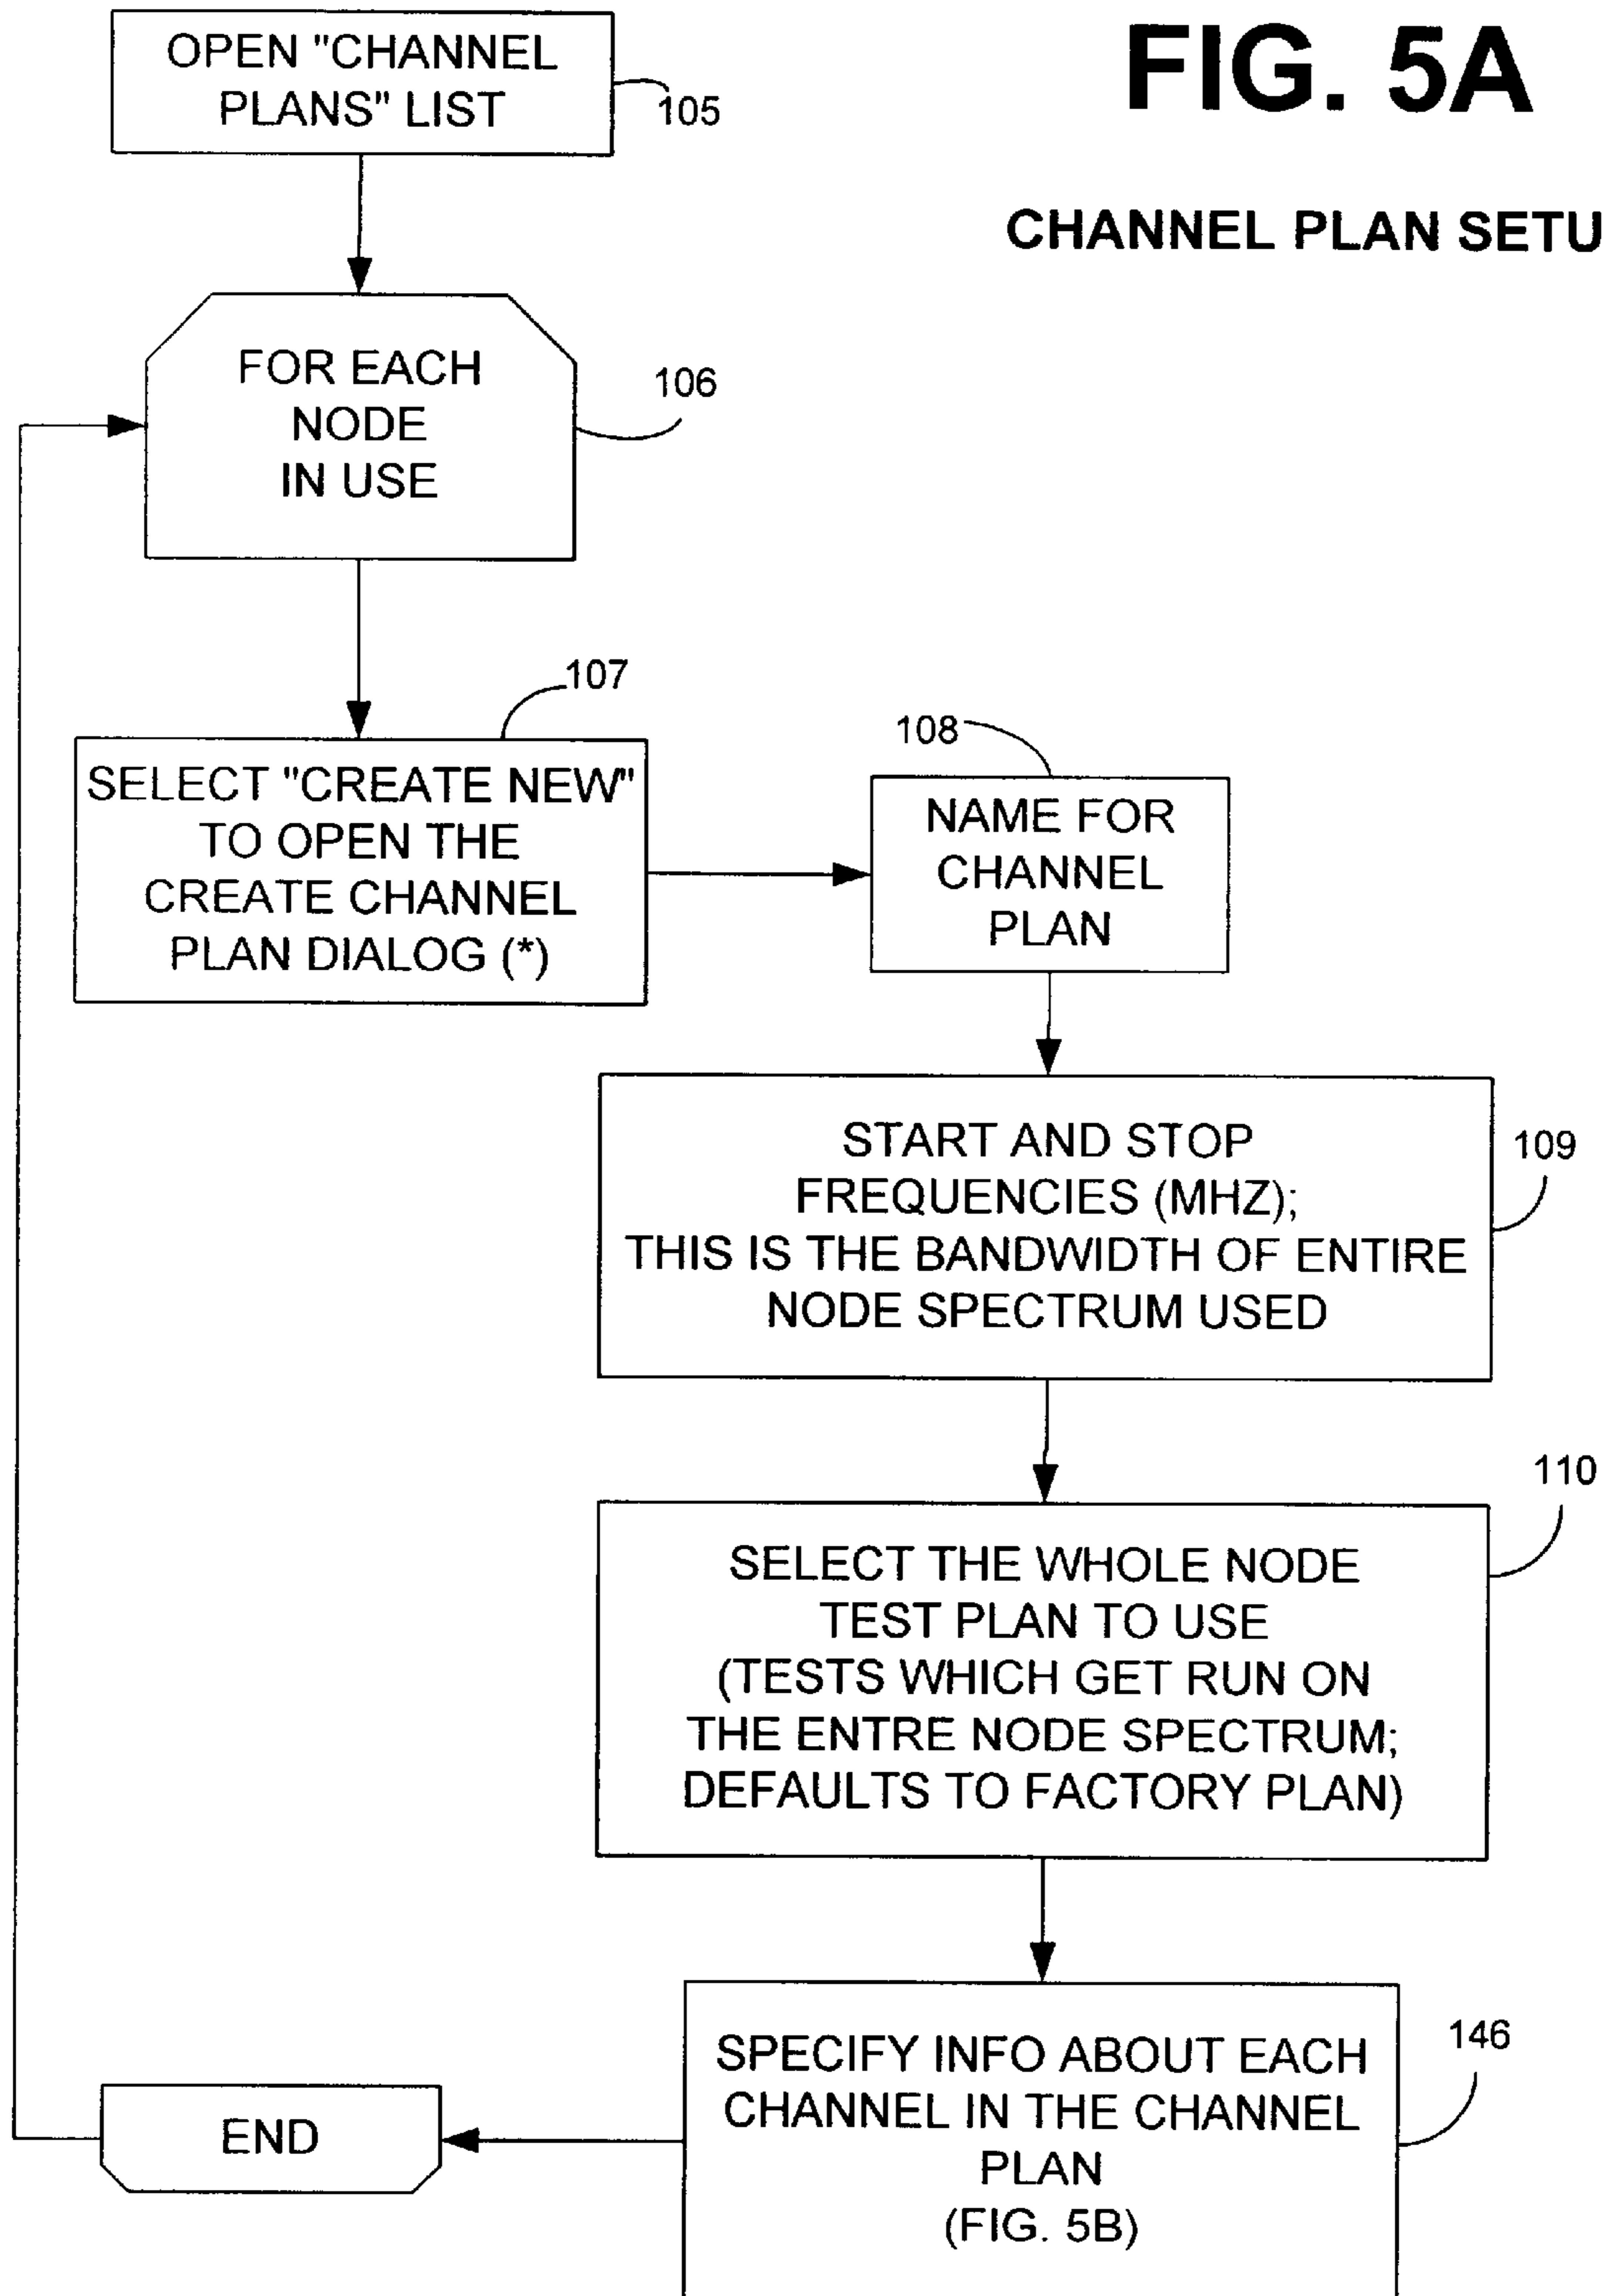 FIG. 5A
CHANNEL PLAN SETU
OPEN "CHANNEL
PLANS" LIST
105
FOR EACH
NODE
IN USE
106
107
SELECT "CREATE NEW"
TO OPEN THE
CREATE CHANNEL
PLAN DIALOG (*)
108
NAME FOR
CHANNEL
PLAN
START AND STOP
FREQUENCIES (MHZ);
THIS IS THE BANDWIDTH OF ENTIRE
NODE SPECTRUM USED
109
SELECT THE WHOLE NODE
TEST PLAN TO USE
(TESTS WHICH GET RUN ON
THE ENTRE NODE SPECTRUM;
DEFAULTS TO FACTORY PLAN)
110
SPECIFY INFO ABOUT EACH
CHANNEL IN THE CHANNEL
PLAN
(FIG. 5B)
146
END